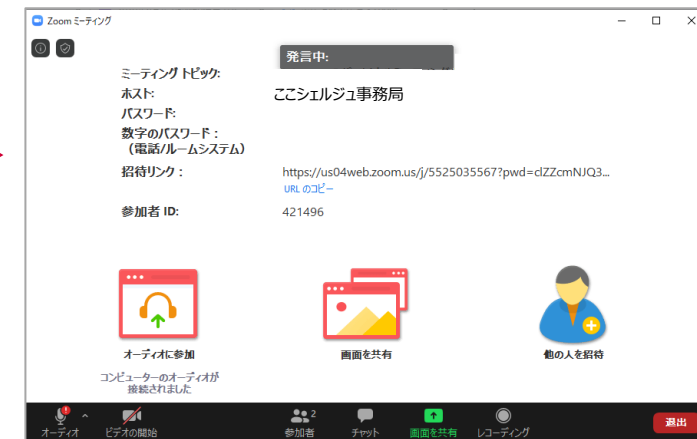 Zoom ミーティング
発言中:
ミーティング トピック:
ホスト: ここシェルジュ事務局
パスワード:
数字のパスワード：
（電話/ルームシステム）
招待リンク： https://us04web.zoom.us/j/5525035567?pwd=clZZcmNJQ3...
URL のコピー
参加者 ID: 421496
オーディオに参加 画面を共有 他の人を招待
コンピューターのオーディオが
接続されました
2
オーディオ ビデオの開始 参加者 チャット 画面を共有 レコーディング 退出